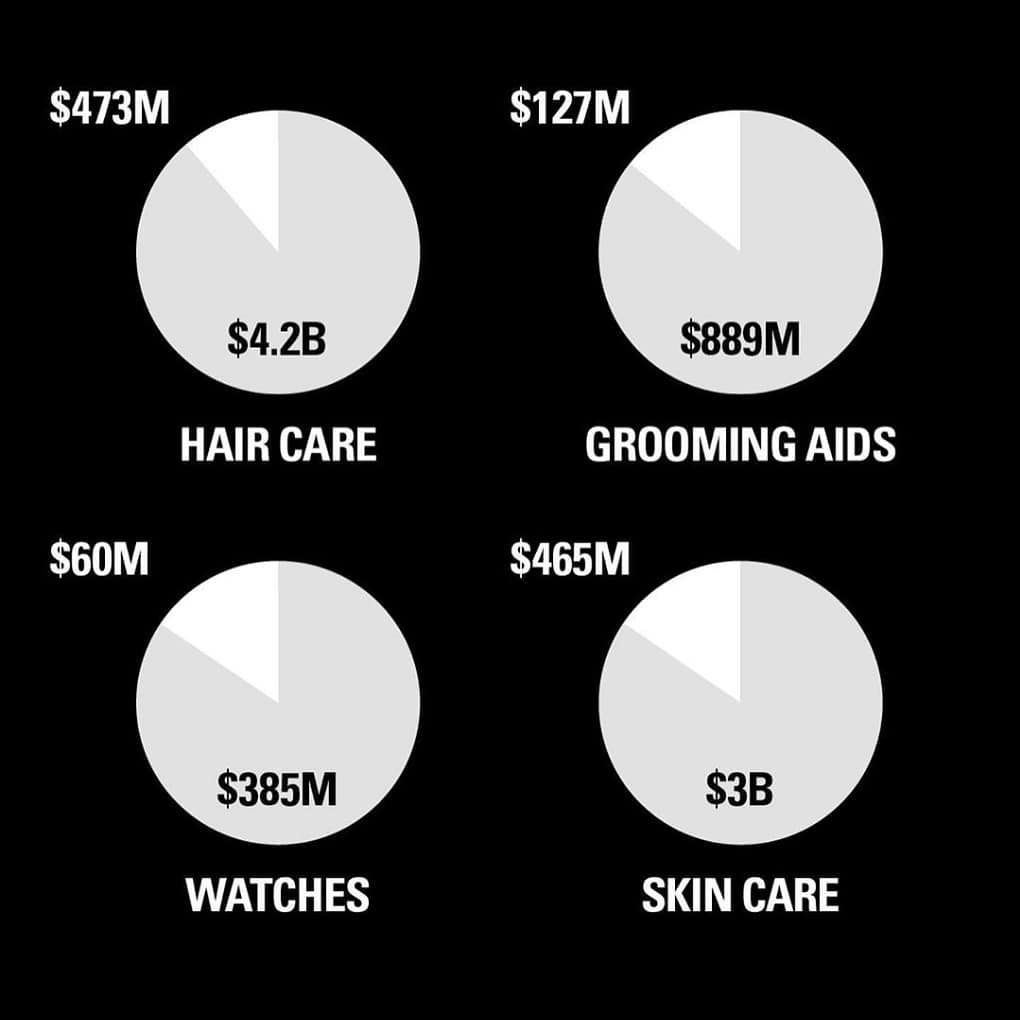 $473M
$4.2B
HAIR CARE
$127M
$889M
GROOMING AIDS
$60M
$385M
WATCHES
$465M
$3B
SKIN CARE